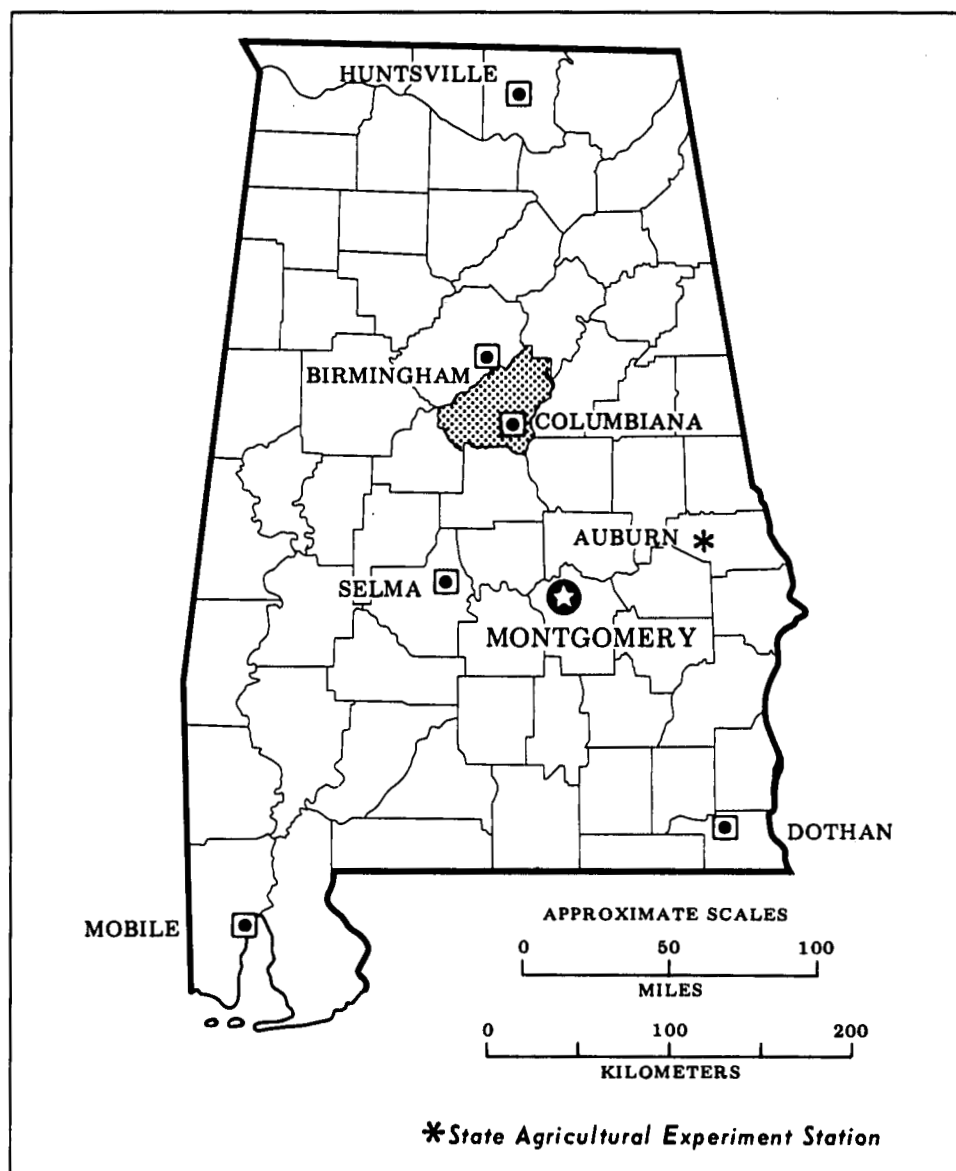 HUNTSVILLE
BIRMINGHAM
COLUMBIANA
AUBURN *
SELMA
MONTGOMERY
DOTHAN
MOBILE
APPROXIMATE SCALES
0 50 100
MILES
0 100 200
KILOMETERS
*State Agricultural Experiment Station